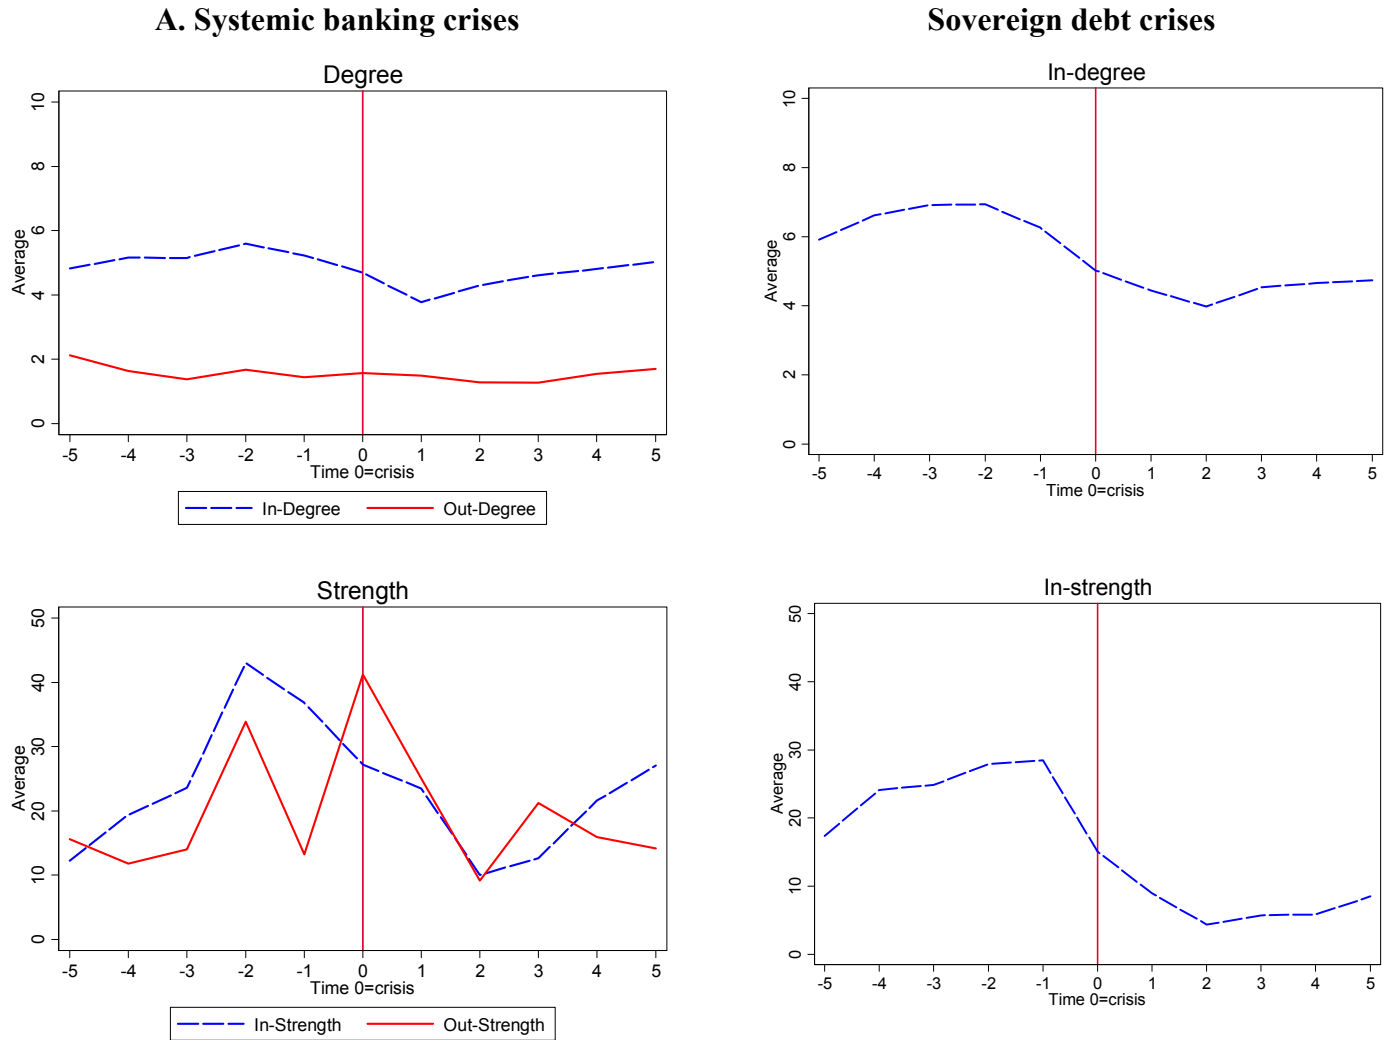 A. Systemic banking crises
Sovereign debt crises
Degree
Average
0 2 4 6 8 10
-5 -4 -3 -2 -1 0 1 2 3 4 5
Time 0=crisis
In-Degree Out-Degree
In-degree
Average
0 2 4 6 8 10
-5 -4 -3 -2 -1 0 1 2 3 4 5
Time 0=crisis
Strength
Average
0 10 20 30 40 50
-5 -4 -3 -2 -1 0 1 2 3 4 5
Time 0=crisis
In-Strength Out-Strength
In-strength
Average
0 10 20 30 40 50
-5 -4 -3 -2 -1 0 1 2 3 4 5
Time 0=crisis